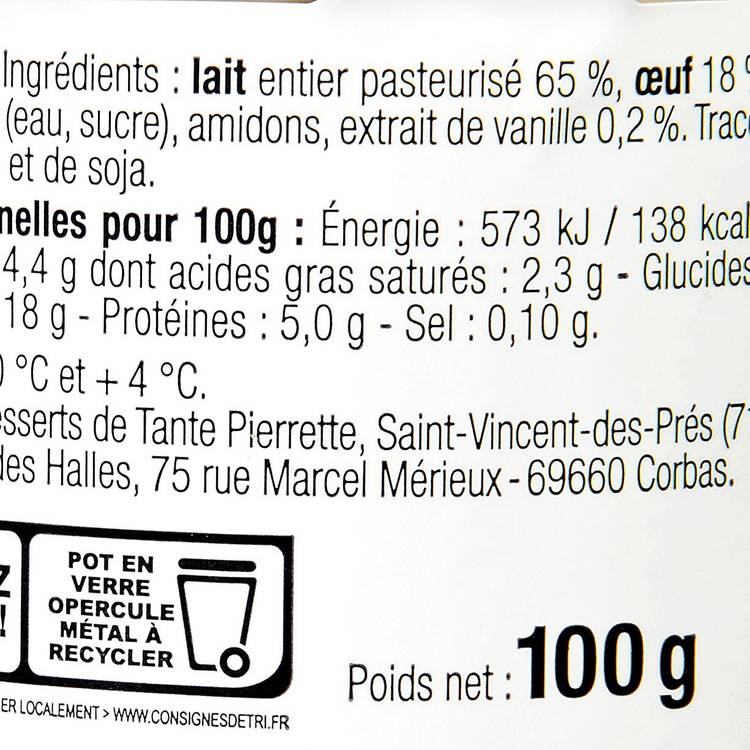 Ingrédients : lait entier pasteurisé 65 %, œuf 18 %
(eau, sucre), amidons, extrait de vanille 0,2 %. Trac
et de soja.
nelles pour 100g : Énergie : 573 kJ / 138 kcal
4,4 g dont acides gras saturés : 2,3 g - Glucides
18 g - Protéines : 5,0 g - Sel : 0,10 g.
0 °C et + 4 °C.
esserts de Tante Pierrette, Saint-Vincent-des-Prés (71
des Halles, 75 rue Marcel Mérieux - 69660 Corbas.
Z
!
POT EN
VERRE
OPERCULE
MÉTAL À
RECYCLER
Poids net : 100 g
ER LOCALEMENT > WWW.CONSIGNESDETRI.FR